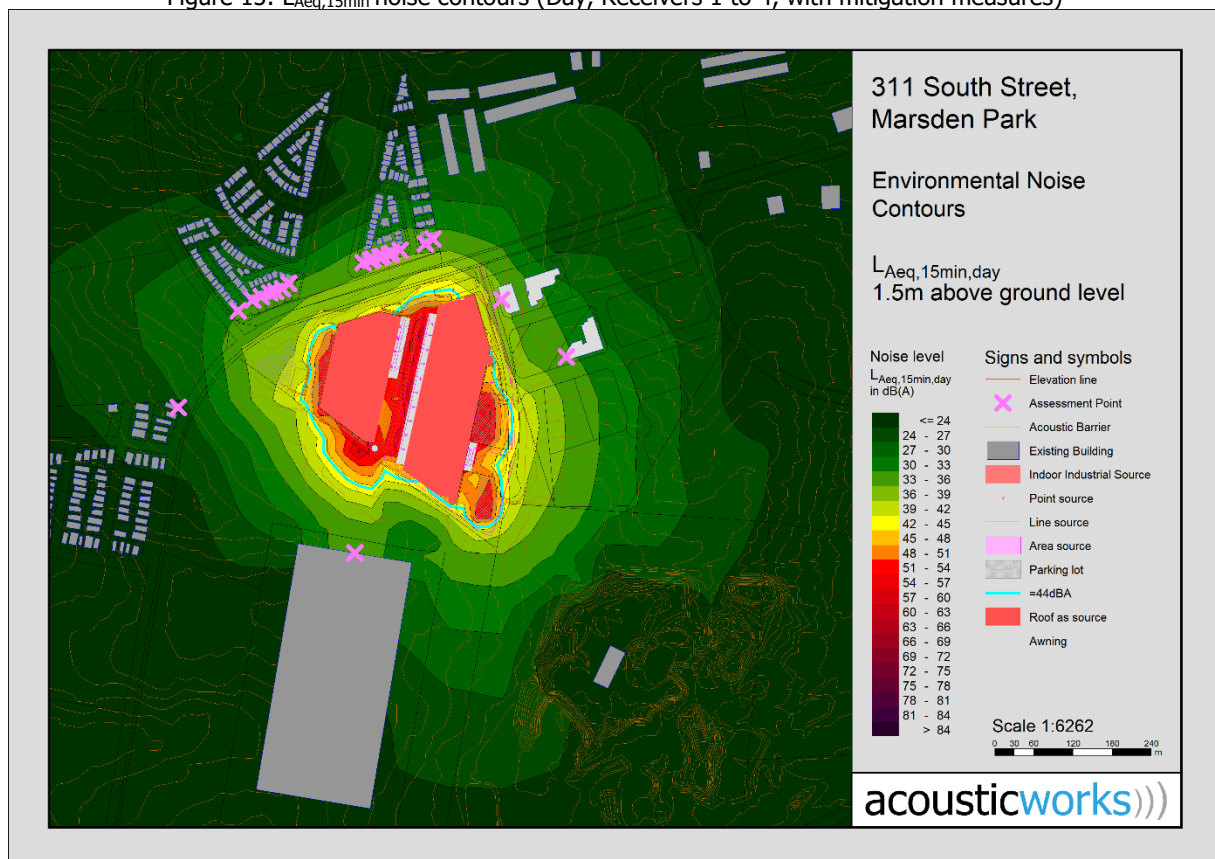 Figure 15: LAeq,15min noise contours (Day, Receivers 1 to 4, with mitigation measures)
311 South Street,
Marsden Park
Environmental Noise
Contours
LAeq,15min,day
1.5m above ground level
Noise level
LAeq,15min,day
in dB(A)
<= 24
24 - 27
27 - 30
30 - 33
33 - 36
36 - 39
39 - 42
42 - 45
45 - 48
48 - 51
51 - 54
54 - 57
57 - 60
60 - 63
63 - 66
66 - 69
69 - 72
72 - 75
75 - 78
78 - 81
81 - 84
> 84
Signs and symbols
Elevation line
Assessment Point
Acoustic Barrier
Existing Building
Indoor Industrial Source
Point source
Line source
Area source
Parking lot
=44dBA
Roof as source
Awning
Scale 1:6262
0 30 60 120 180 240
m
acousticworks)))